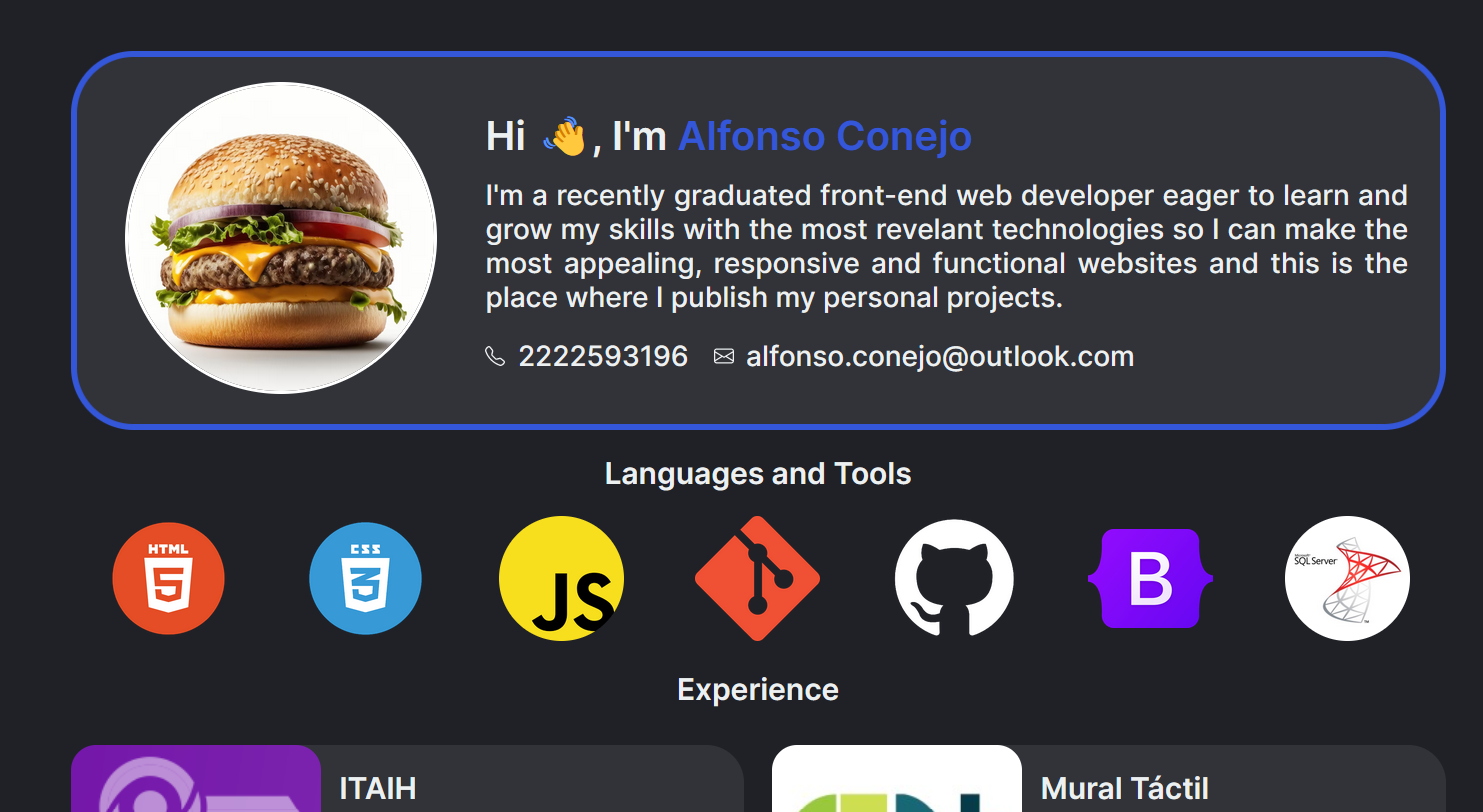 Hi 👋, I'm Alfonso Conejo
I'm a recently graduated front-end web developer eager to learn and
grow my skills with the most revelant technologies so I can make the
most appealing, responsive and functional websites and this is the
place where I publish my personal projects.
2222593196 alfonso.conejo@outlook.com
Languages and Tools
HTML 5
CSS 3
JS
B
Microsoft SQL Server
Experience
ITAIH
Mural Táctil